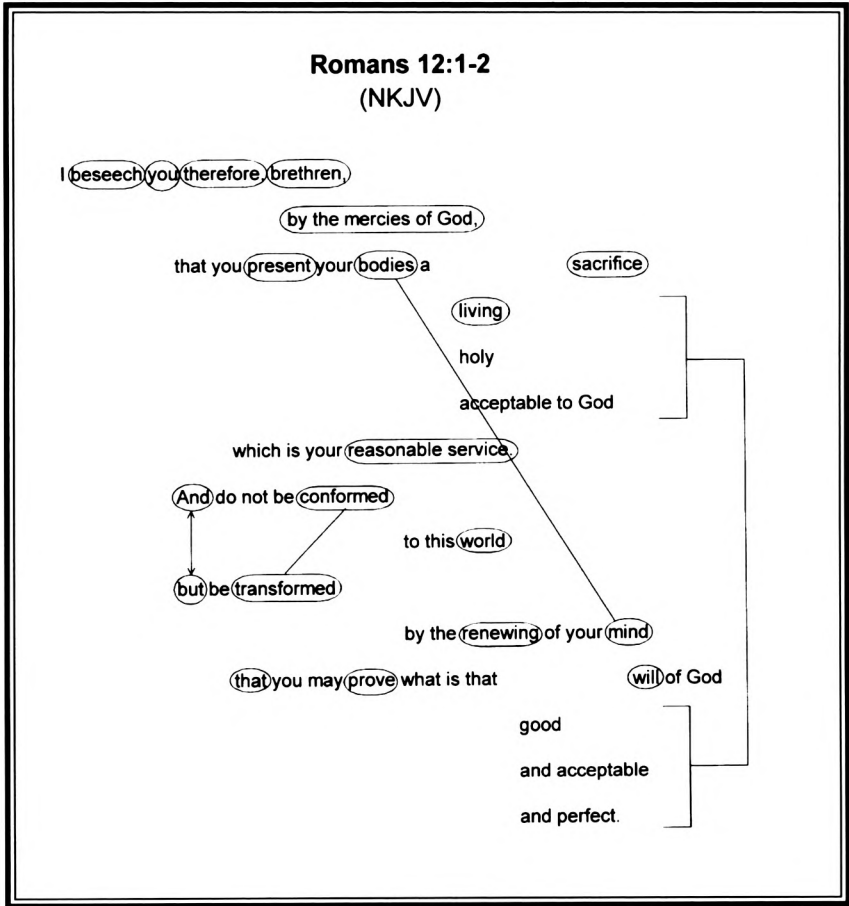 Romans 12:1-2
(NKJV)
I beseech you therefore, brethren,
by the mercies of God,
that you present your bodies a sacrifice
living
holy
acceptable to God
which is your reasonable service.
And do not be conformed
to this world
but be transformed
by the renewing of your mind
that you may prove what is that will of God
good
and acceptable
and perfect.